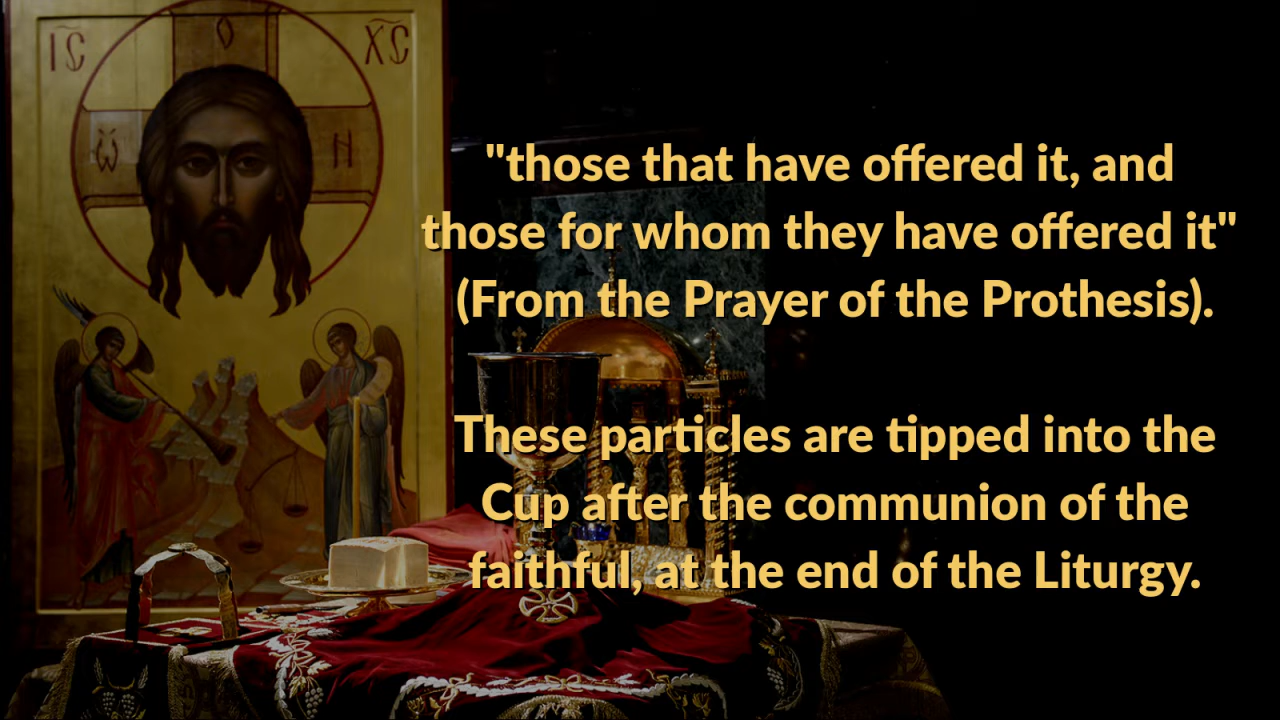 ІС ХС
О
Ѡ Н
"those that have offered it, and
those for whom they have offered it"
(From the Prayer of the Prothesis).
These particles are tipped into the
Cup after the communion of the
faithful, at the end of the Liturgy.